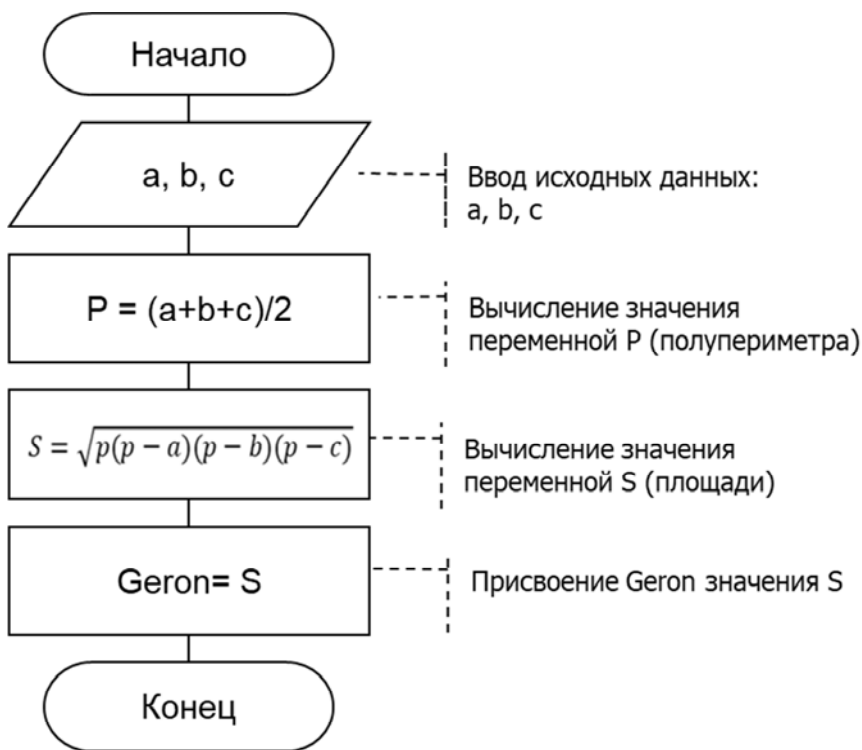 Начало
a, b, c
Ввод исходных данных:
a, b, c
P = (a+b+c)/2
Вычисление значения
переменной P (полупериметра)
S = √p(p − a)(p − b)(p − c)
Вычисление значения
переменной S (площади)
Geron= S
Присвоение Geron значения S
Конец